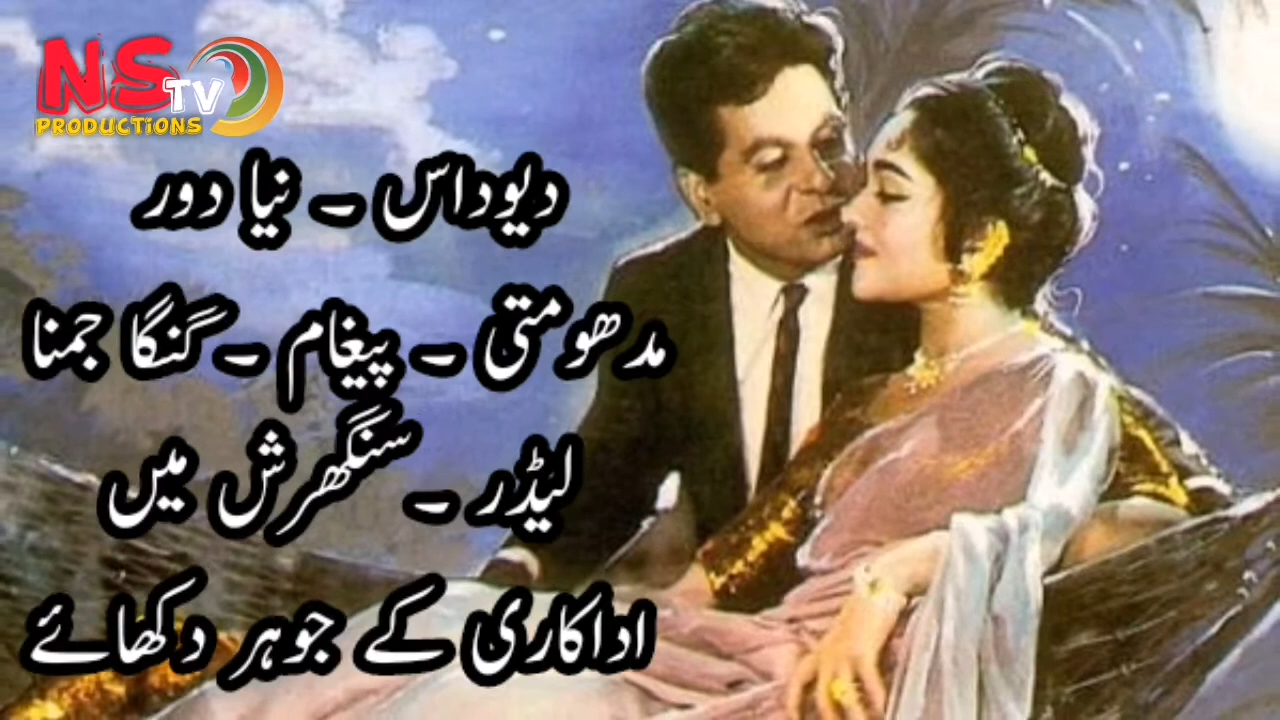 NS TV
PRODUCTIONS
دیوداس ۔ نیا دور
مدھومتی ۔ پیغام ۔ گنگا جمنا
لیڈر ۔ سنگھرش میں
اداکاری کے جوہر دکھائے